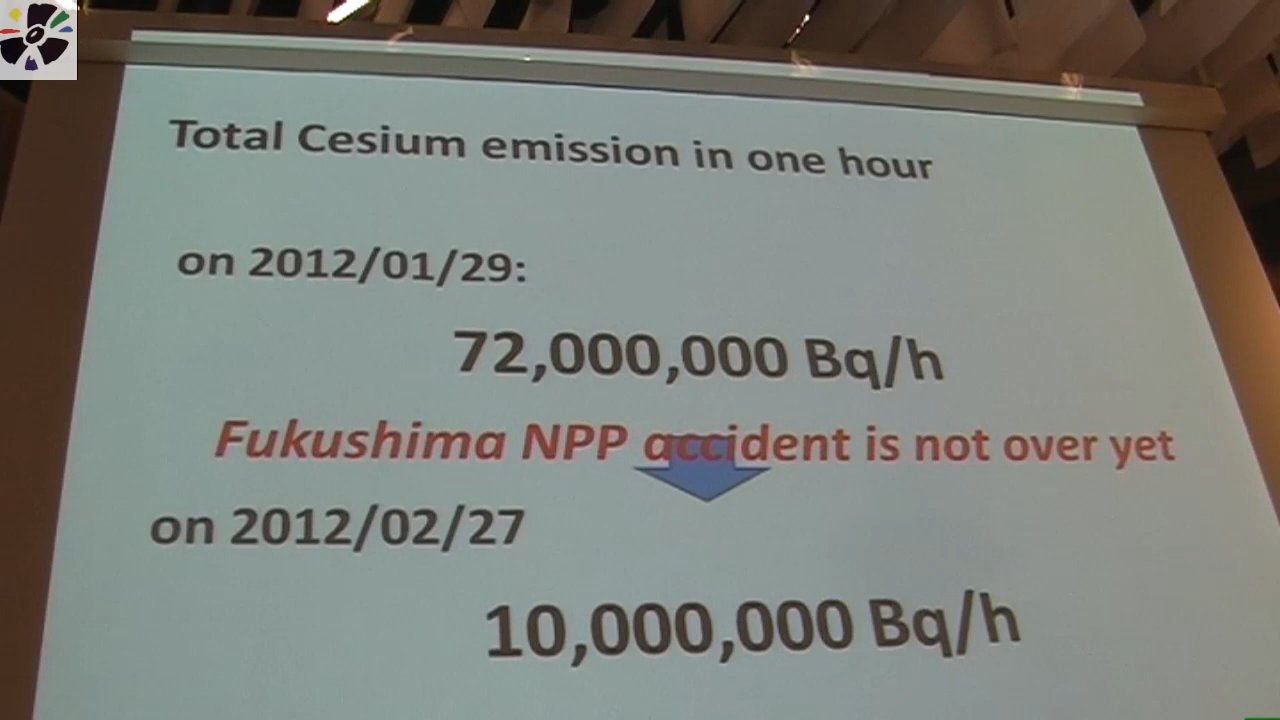 Total Cesium emission in one hour
on 2012/01/29:
72,000,000 Bq/h
Fukushima NPP accident is not over yet
on 2012/02/27
10,000,000 Bq/h